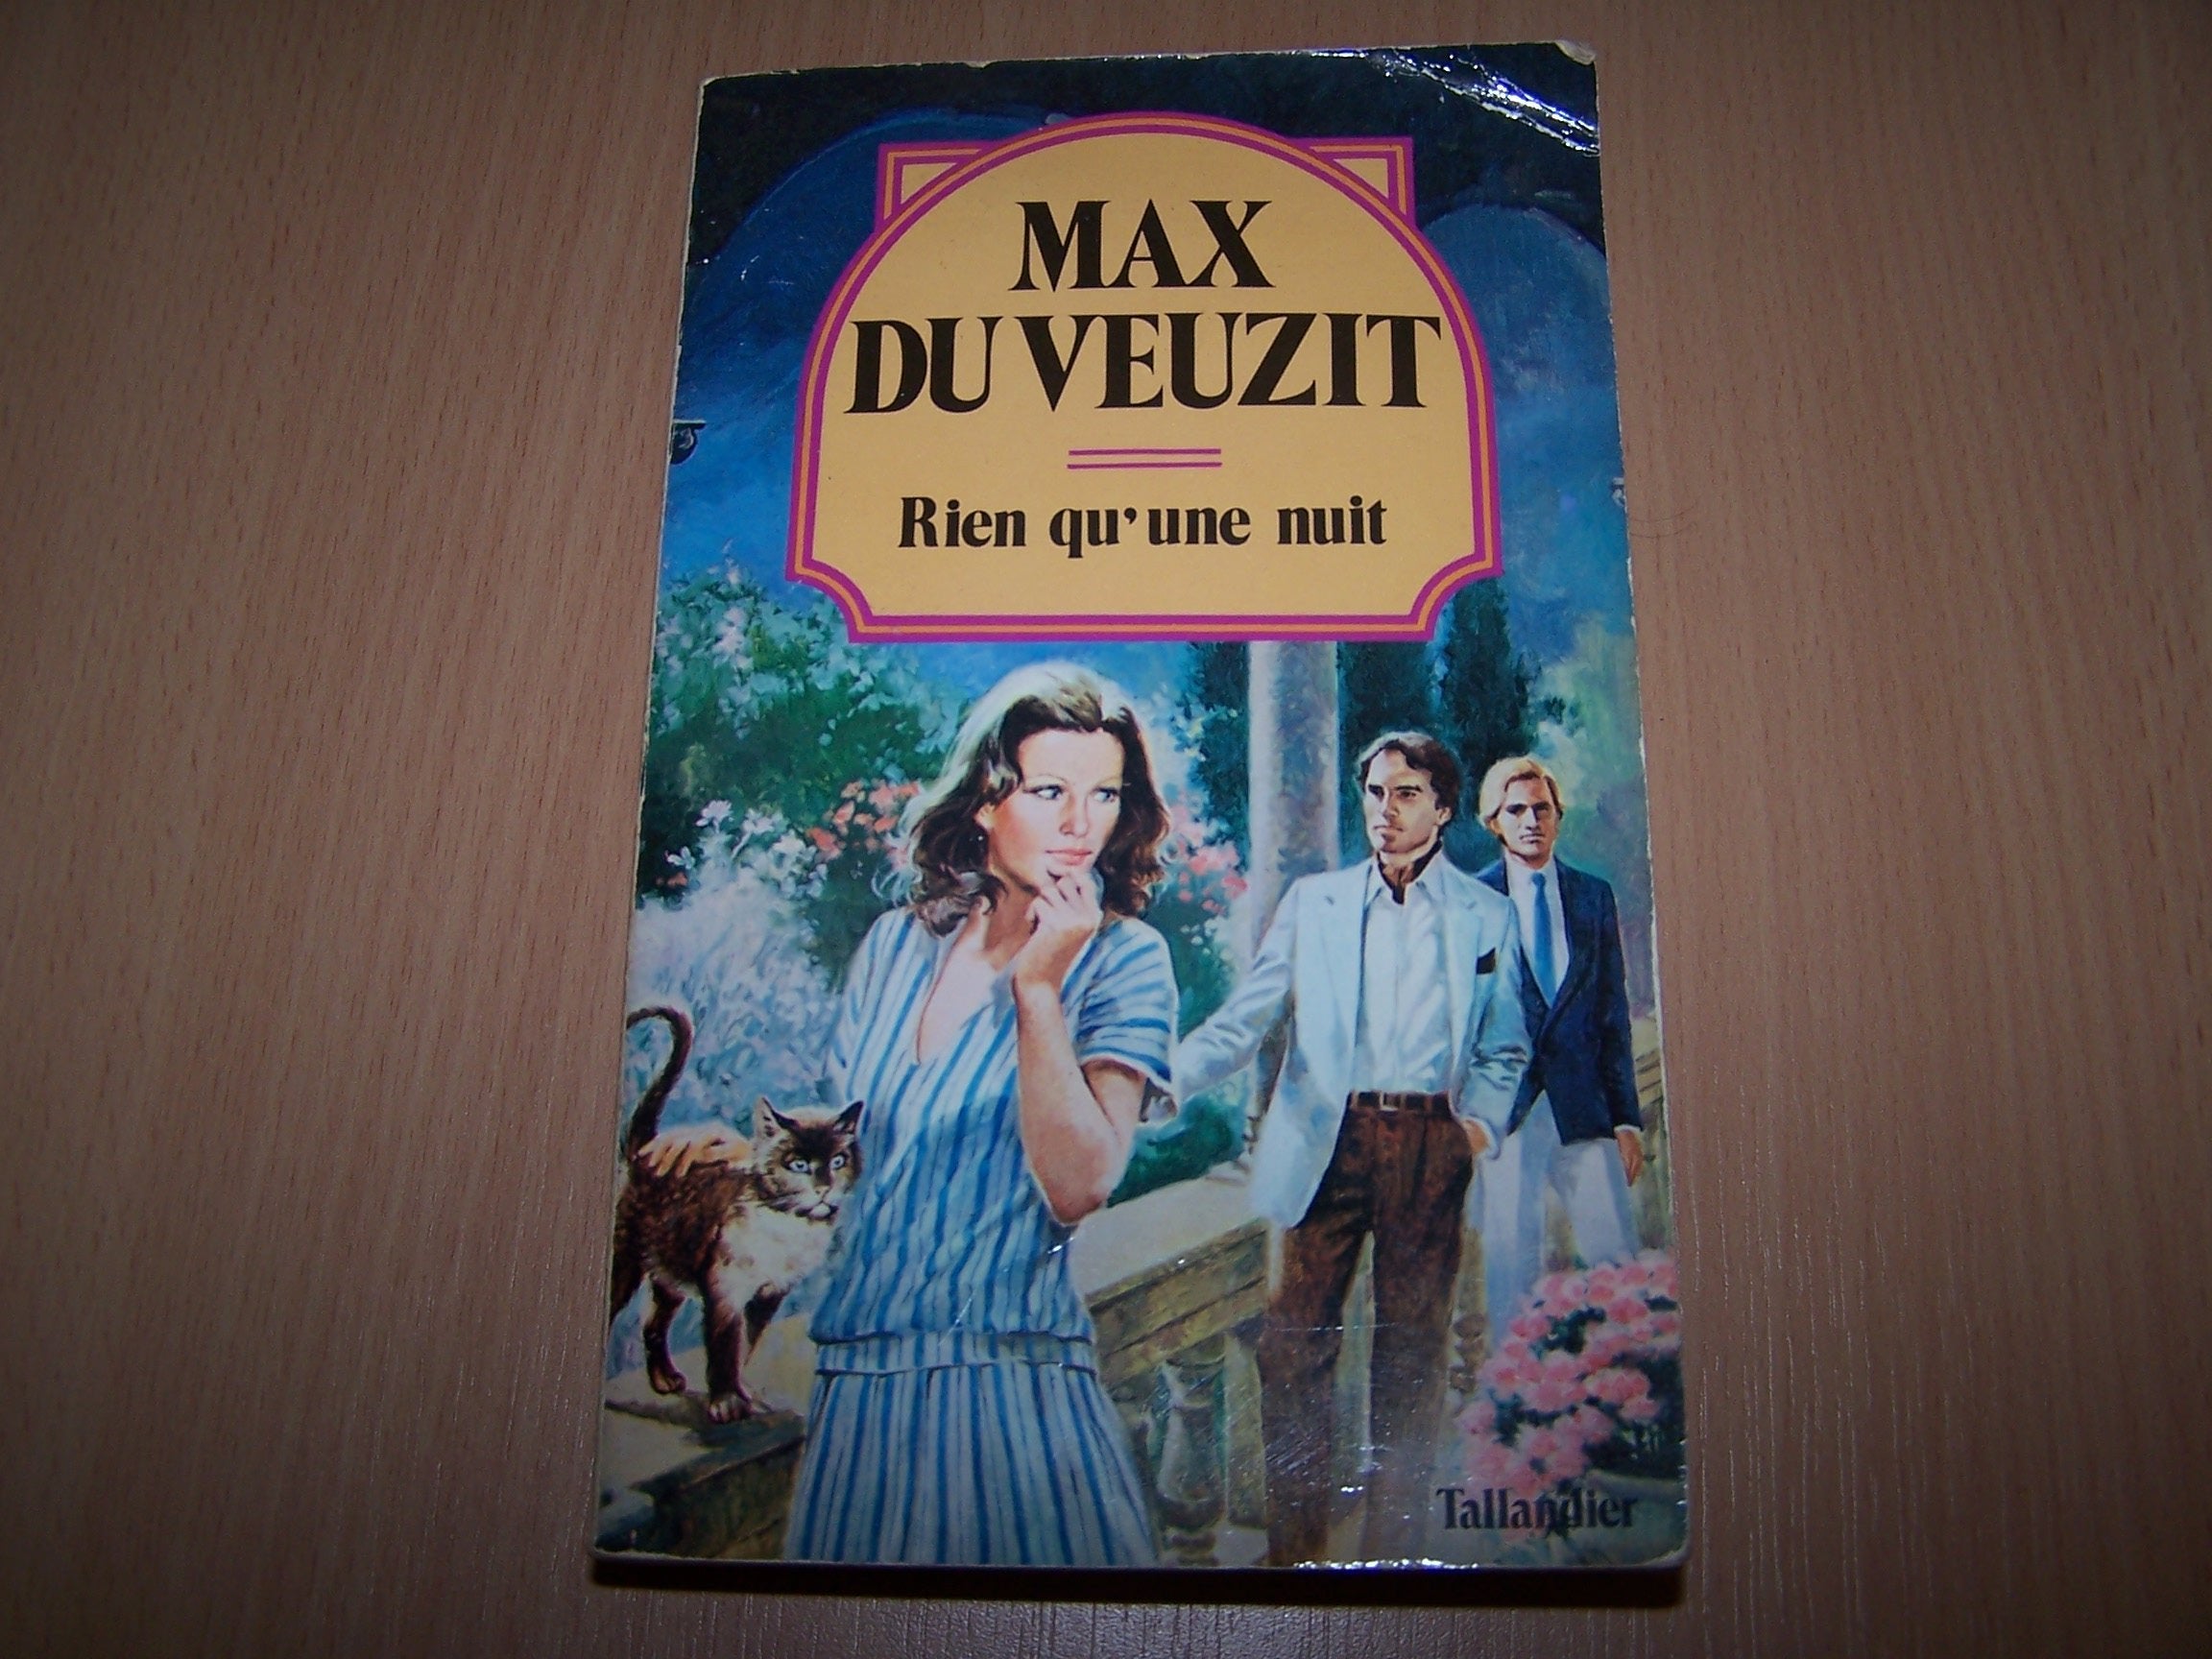 MAX
DU VEUZIT
Rien qu'une nuit
Tallandier